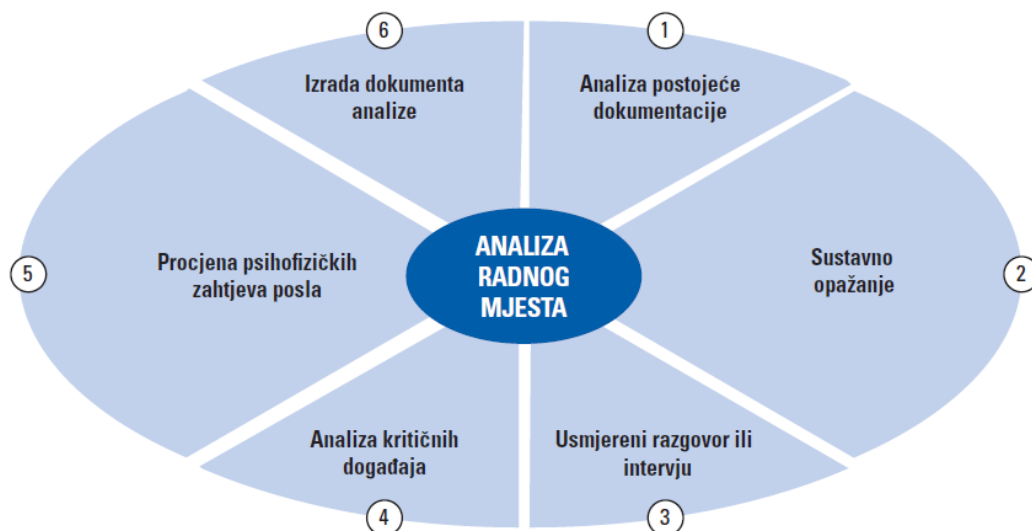 6
Izrada dokumenta
analize
1
Analiza postojeće
dokumentacije
ANALIZA
RADNOG
MJESTA
5
Procjena psihofizičkih
zahtjeva posla
Sustavno
opažanje
2
Analiza kritičnih
događaja
4
Usmjereni razgovor ili
intervju
3